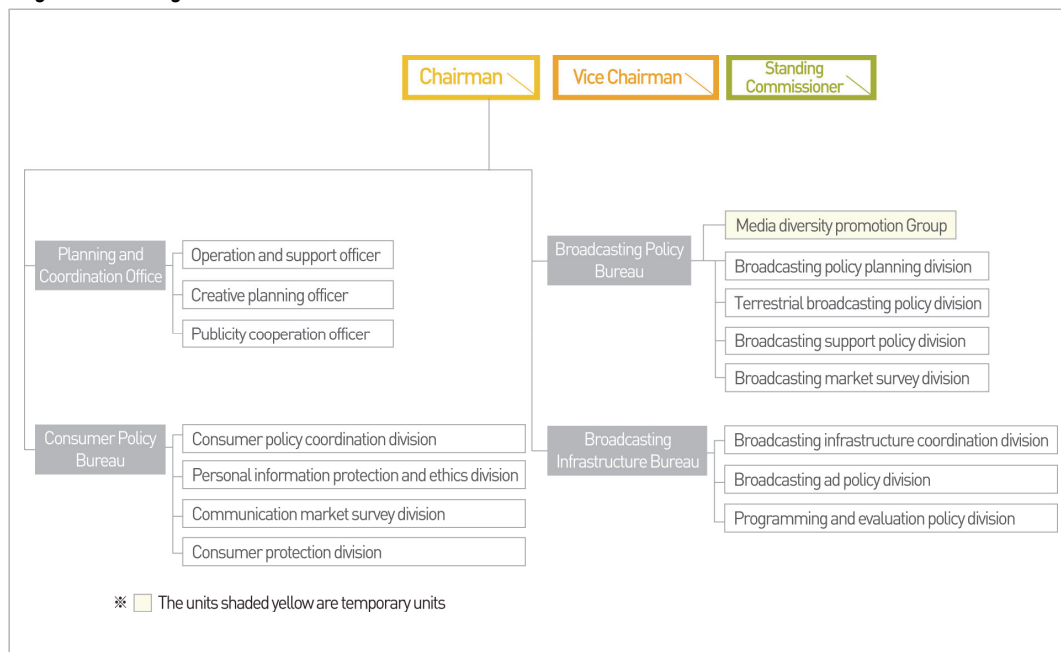 Chairman
Vice Chairman
Standing
Commissioner
Planning and
Coordination Office
Operation and support officer
Creative planning officer
Publicity cooperation officer
Broadcasting Policy
Bureau
Media diversity promotion Group
Broadcasting policy planning division
Terrestrial broadcasting policy division
Broadcasting support policy division
Broadcasting market survey division
Consumer Policy
Bureau
Consumer policy coordination division
Personal information protection and ethics division
Communication market survey division
Consumer protection division
Broadcasting
Infrastructure Bureau
Broadcasting infrastructure coordination division
Broadcasting ad policy division
Programming and evaluation policy division
※ The units shaded yellow are temporary units